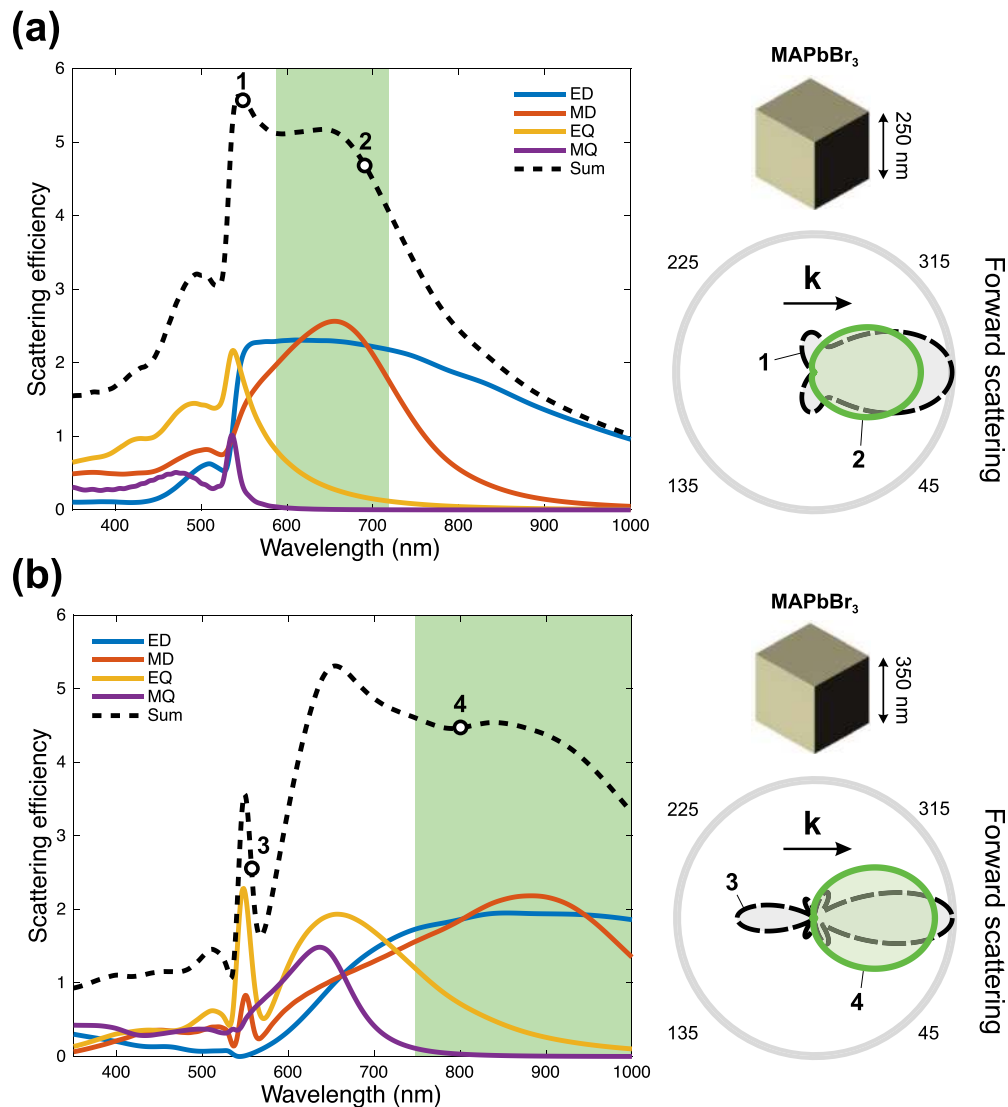 (a)
6
5
4
3
2
1
0
Scattering efficiency
400
500
600
700
800
900
1000
Wavelength (nm)
ED
MD
EQ
MQ
Sum
1
2
MAPbBr3
250 nm
225
315
k
1
2
135
45
Forward scattering
(b)
6
5
4
3
2
1
0
Scattering efficiency
400
500
600
700
800
900
1000
Wavelength (nm)
ED
MD
EQ
MQ
Sum
3
4
MAPbBr3
350 nm
225
315
k
3
4
135
45
Forward scattering